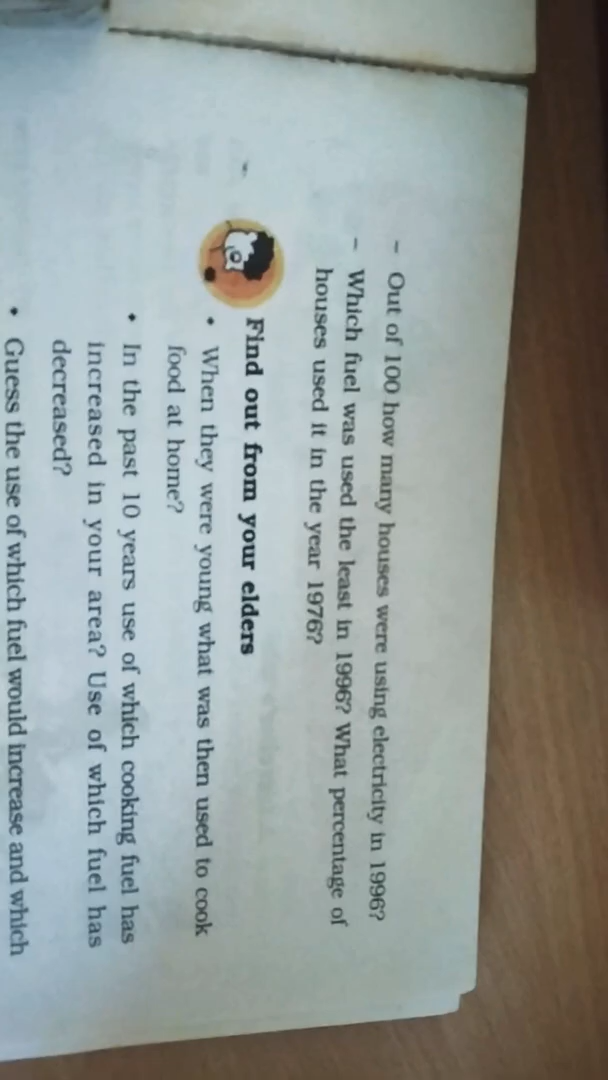 – Out of 100 how many houses were using electricity in 1996?
– Which fuel was used the least in 1996? What percentage of
houses used it in the year 1976?
Find out from your elders
• When they were young what was then used to cook
food at home?
• In the past 10 years use of which cooking fuel has
increased in your area? Use of which fuel has
decreased?
• Guess the use of which fuel would increase and which